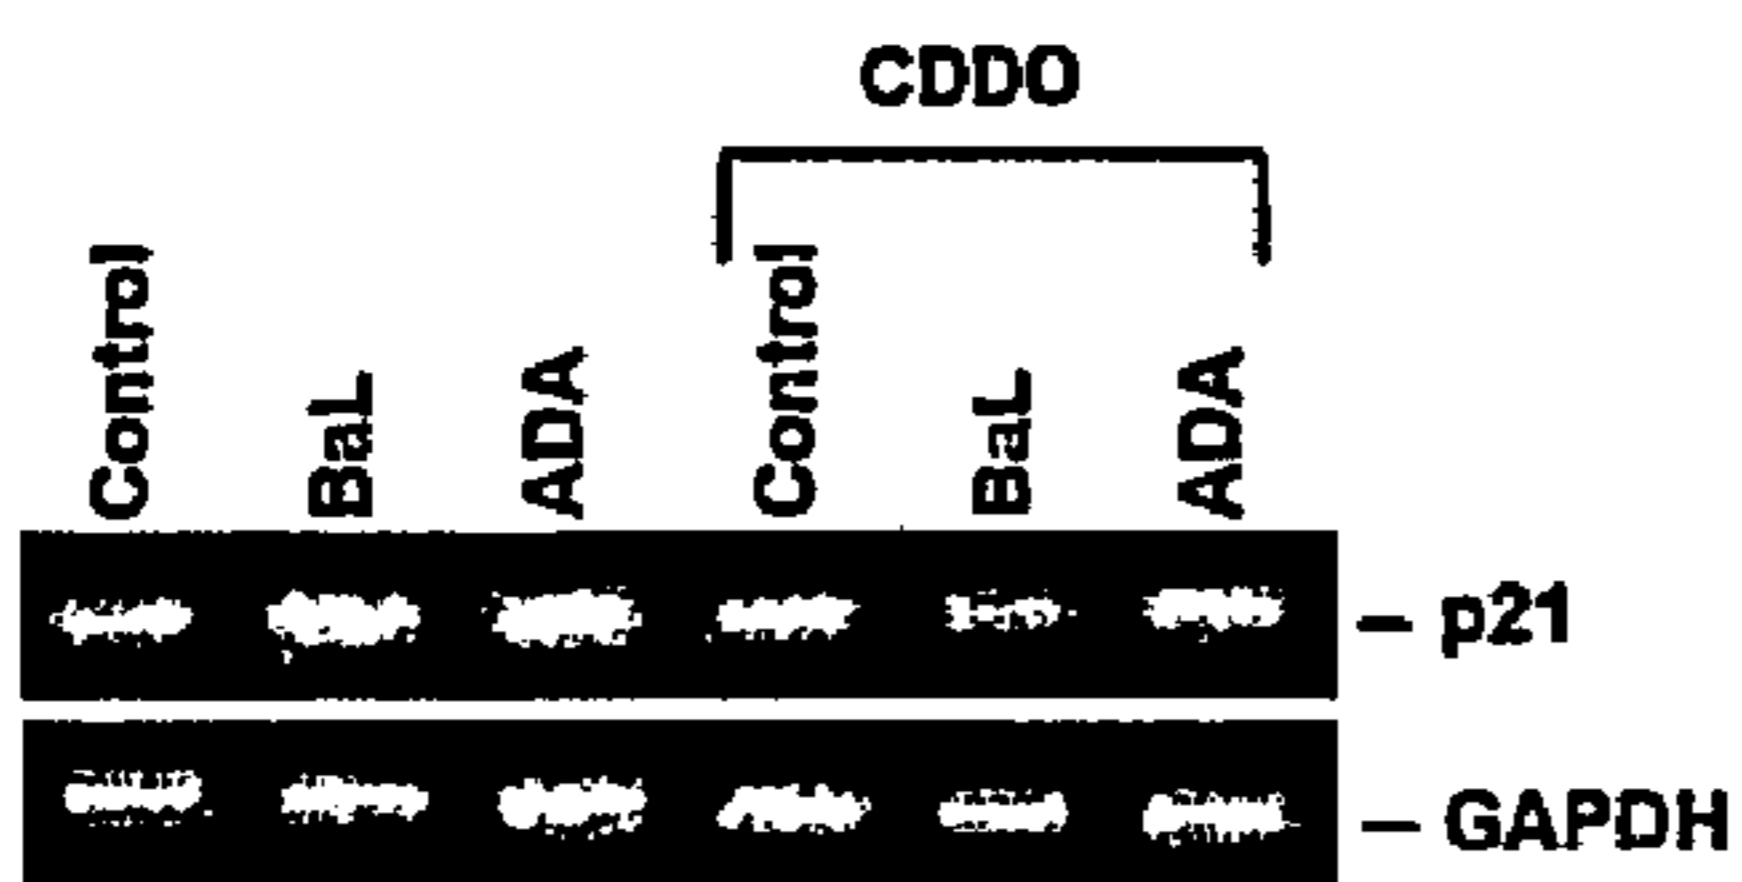 CDDO
Control BaL ADA Control BaL ADA
– p21
– GAPDH